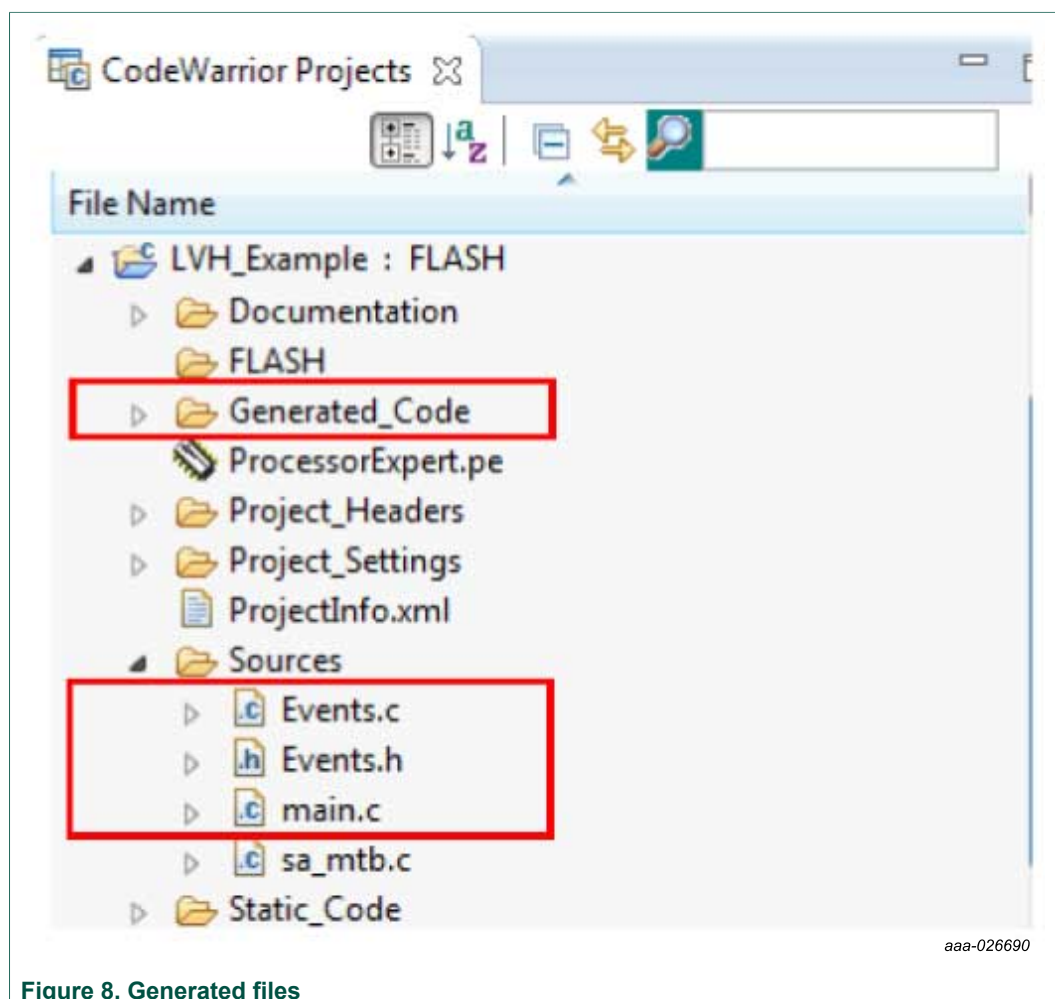 CodeWarrior Projects
File Name
LVH_Example : FLASH
Documentation
FLASH
Generated_Code
ProcessorExpert.pe
Project_Headers
Project_Settings
ProjectInfo.xml
Sources
.c Events.c
.h Events.h
.c main.c
.c sa_mtb.c
Static_Code
aaa-026690
Figure 8. Generated files